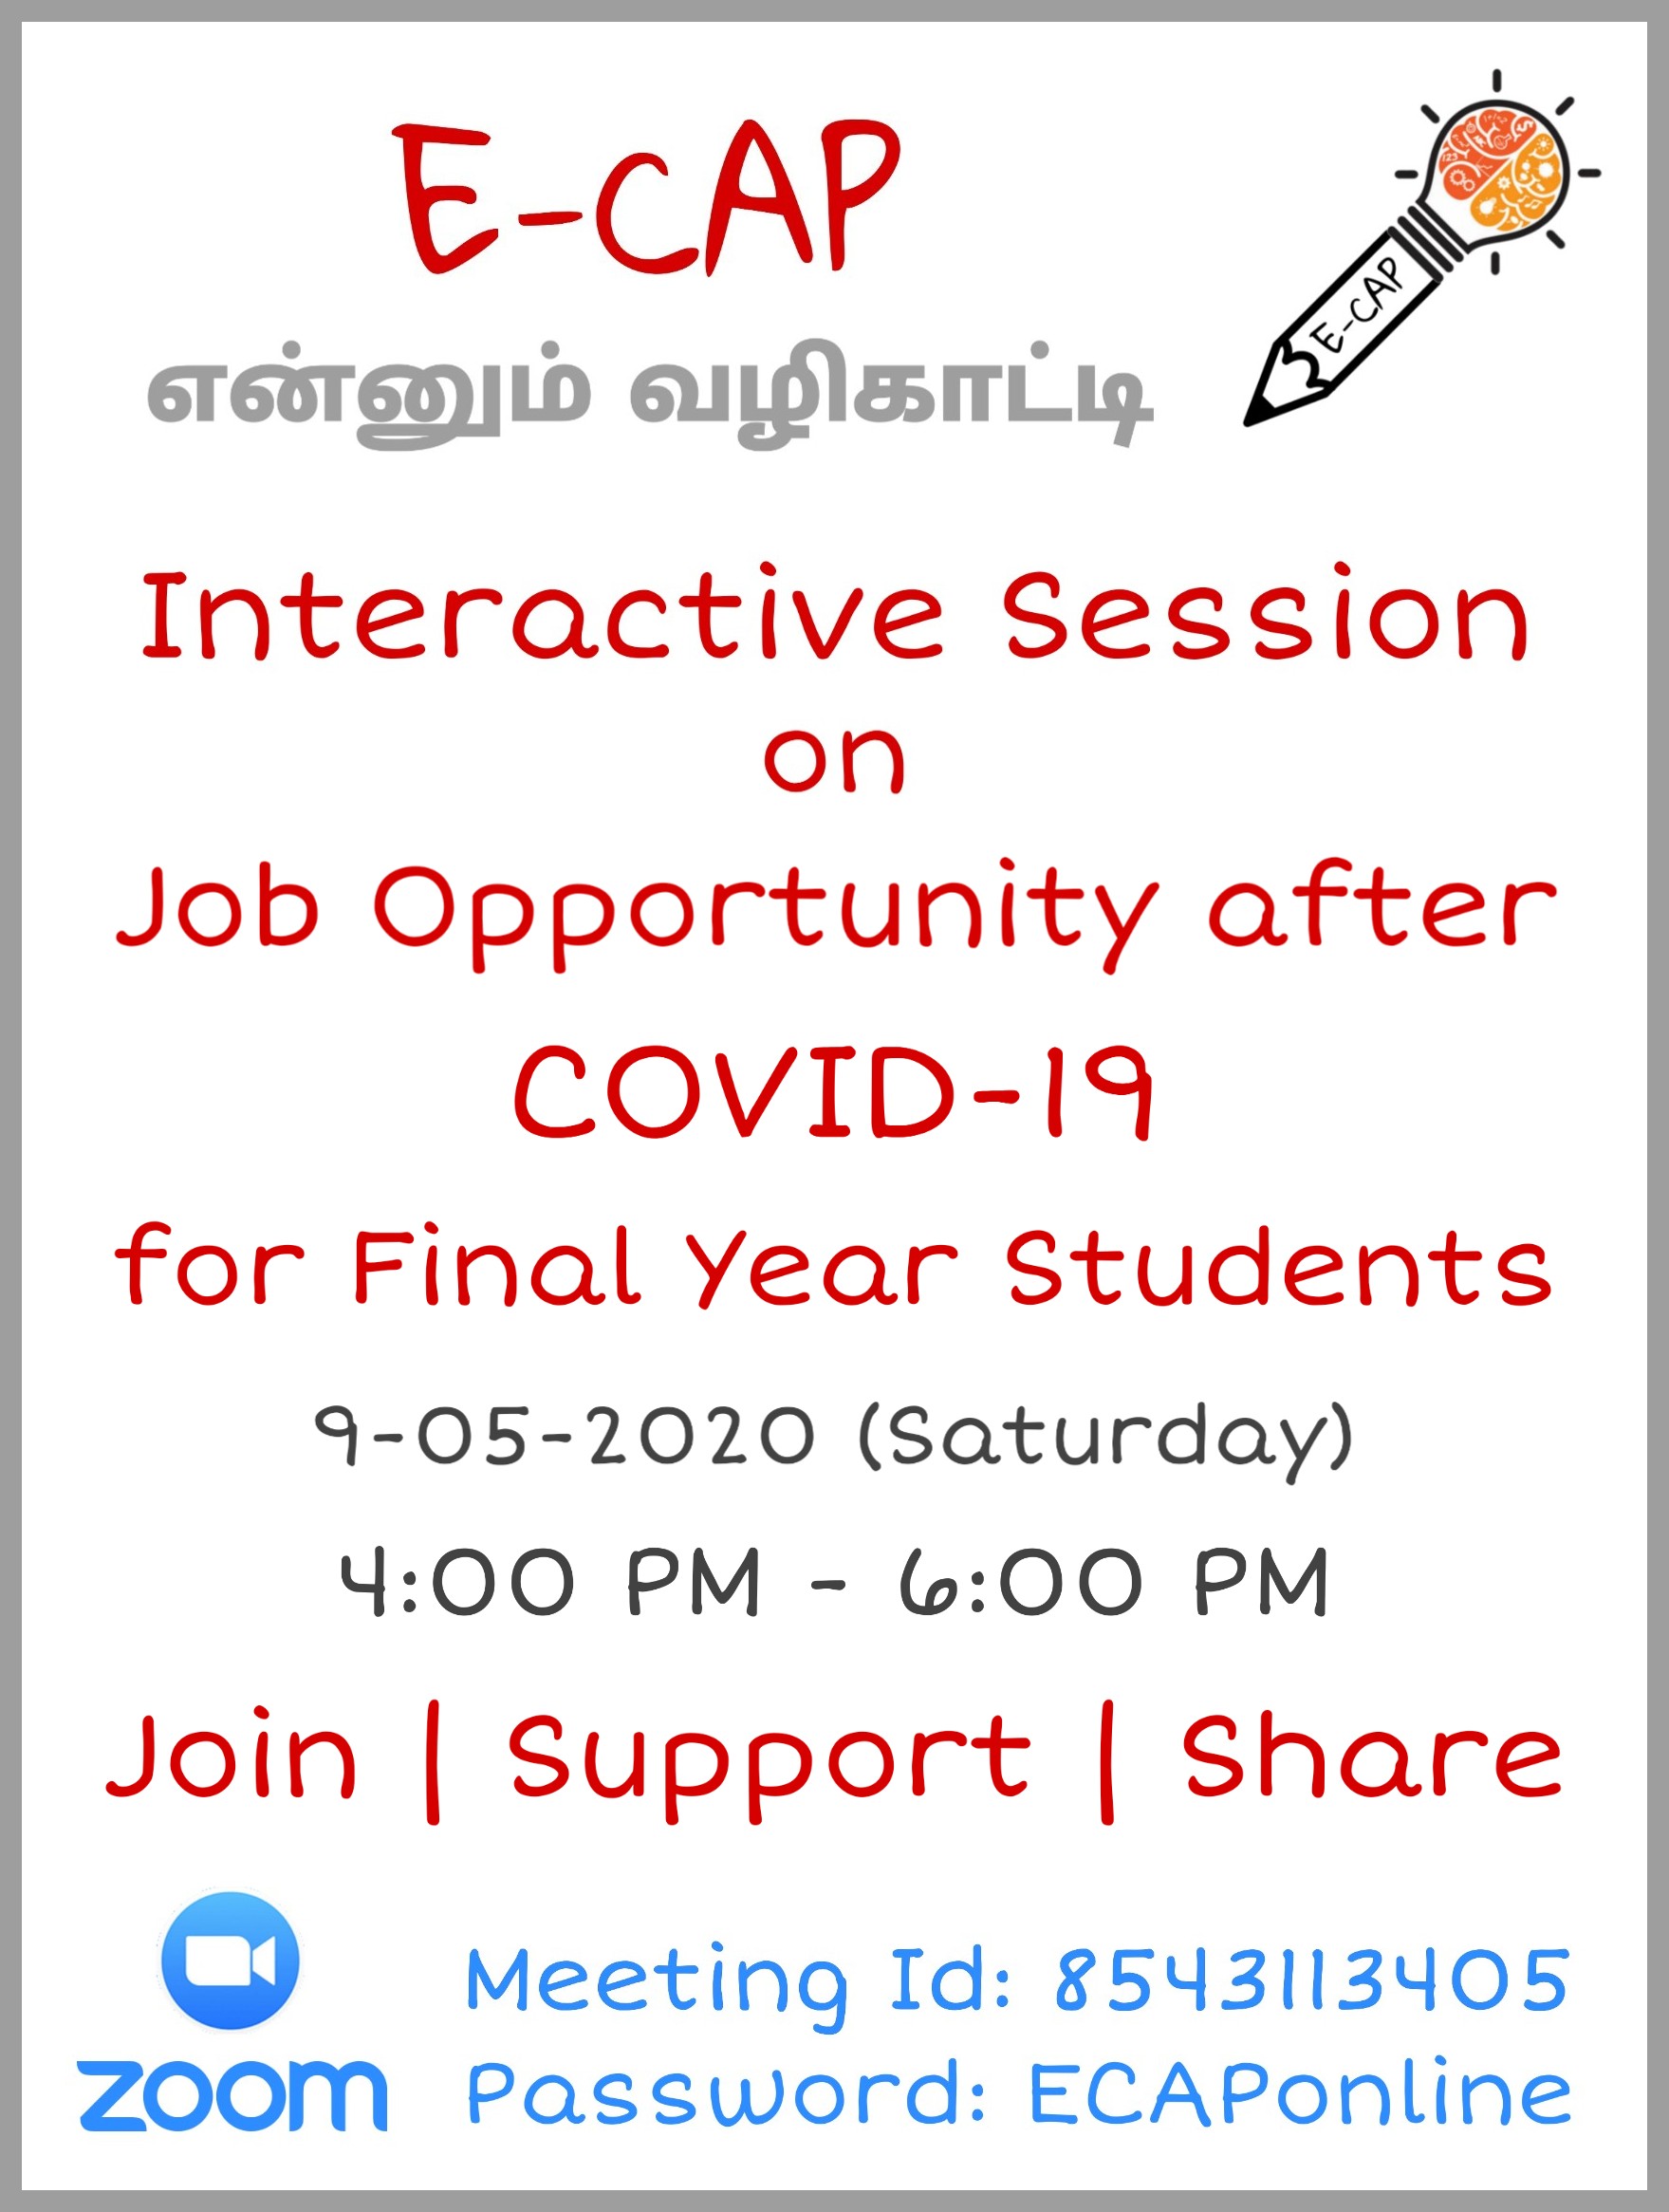 E-CAP
என்னும் வழிகாட்டி
E-CAP
Interactive Session
on
Job Opportunity after
COVID-19
for Final Year Students
9-05-2020 (Saturday)
4:00 PM - 6:00 PM
Join | Support | Share
Meeting Id: 8543113405
zoom
Password: ECAPonline